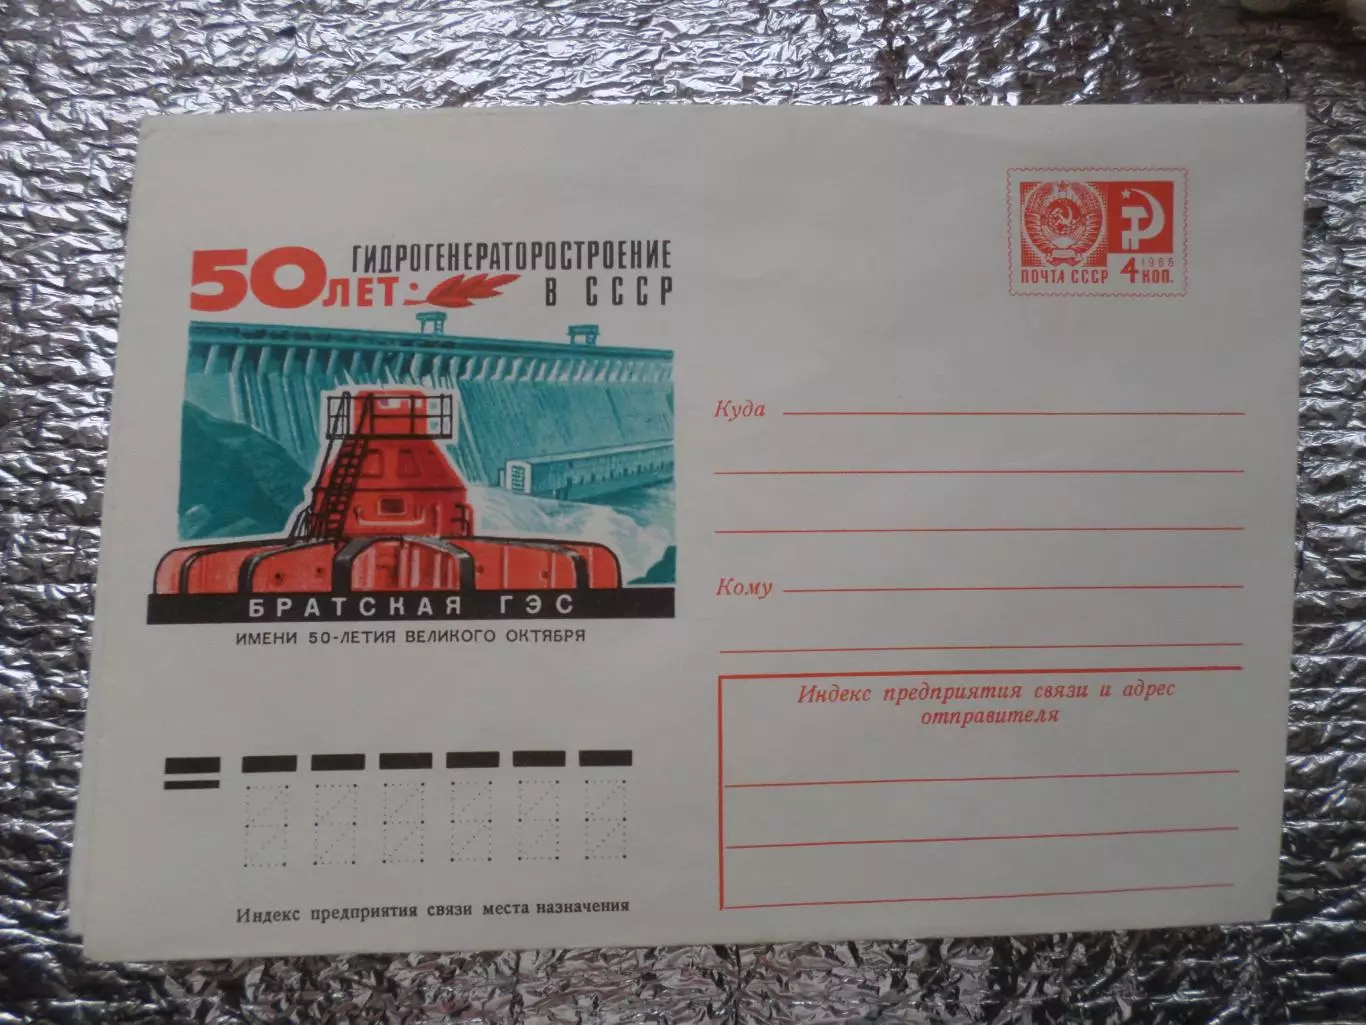 50 ЛЕТ ГИДРОГЕНЕРАТОРОСТРОЕНИЕ
В СССР
БРАТСКАЯ ГЭС
ИМЕНИ 50-ЛЕТИЯ ВЕЛИКОГО ОКТЯБРЯ
Индекс предприятия связи места назначения
1966
ПОЧТА СССР 4 КОП.
Куда
Кому
Индекс предприятия связи и адрес
отправителя